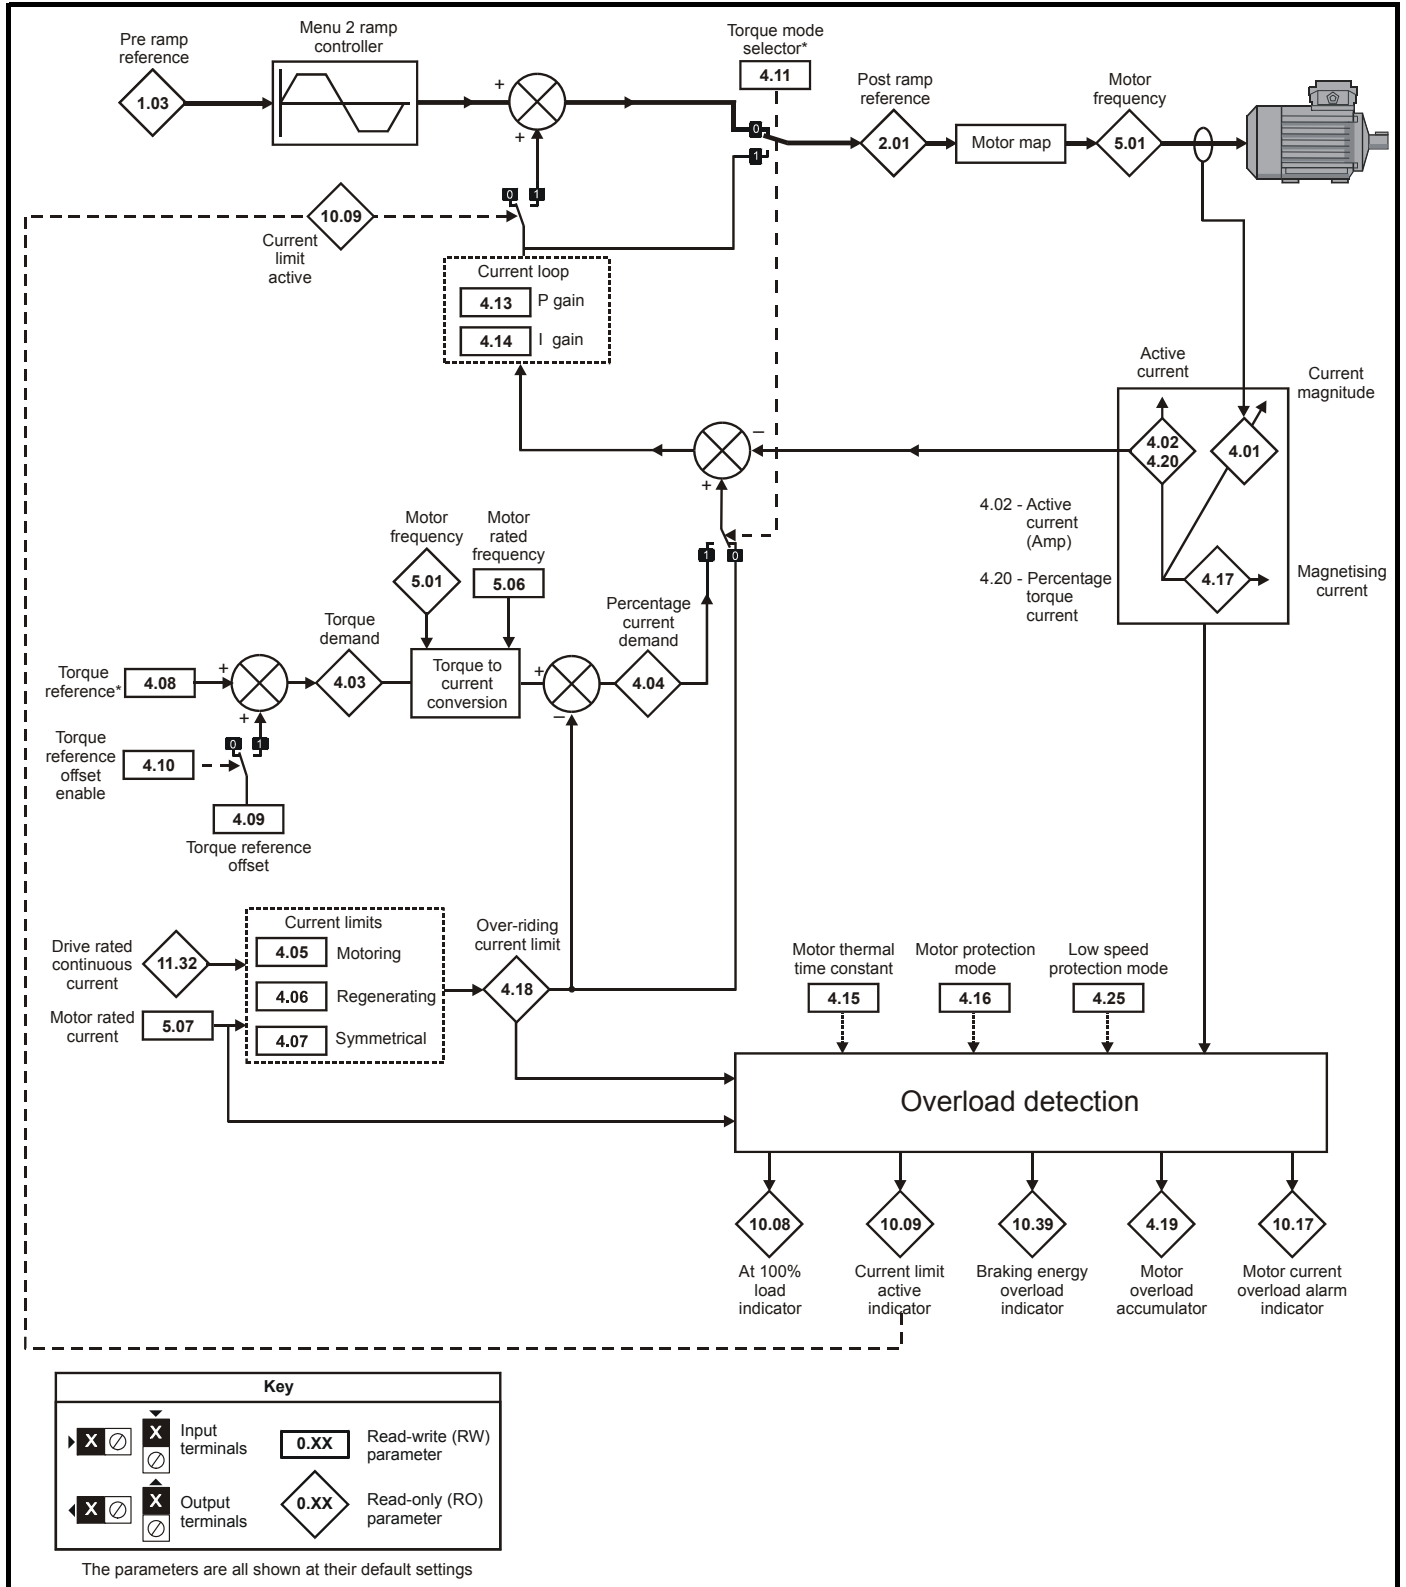 Pre ramp
reference
1.03
Menu 2 ramp
controller
+
+
Torque mode
selector*
4.11
0
1
Post ramp
reference
2.01
Motor map
Motor
frequency
5.01
10.09
Current
limit
active
0
1
Current loop
4.13
P gain
4.14
I gain
Active
current
Current
magnitude
4.02
4.20
4.01
4.17
Magnetising
current
4.02 - Active
current
(Amp)
4.20 - Percentage
torque
current
–
+
1
0
Motor
frequency
5.01
Motor
rated
frequency
5.06
Percentage
current
demand
4.04
Torque
demand
4.03
Torque to
current
conversion
+
–
Torque
reference*
4.08
+
+
0
1
Torque
reference
offset
enable
4.10
4.09
Torque reference
offset
Drive rated
continuous
current
11.32
Motor rated
current
5.07
Current limits
4.05
Motoring
4.06
Regenerating
4.07
Symmetrical
Over-riding
current limit
4.18
Motor thermal
time constant
4.15
Motor protection
mode
4.16
Low speed
protection mode
4.25
Overload detection
10.08
At 100%
load
indicator
10.09
Current limit
active
indicator
10.39
Braking energy
overload
indicator
4.19
Motor
overload
accumulator
10.17
Motor current
overload alarm
indicator
Key
X
X
Input
terminals
0.XX
Read-write (RW)
parameter
X
X
Output
terminals
0.XX
Read-only (RO)
parameter
The parameters are all shown at their default settings